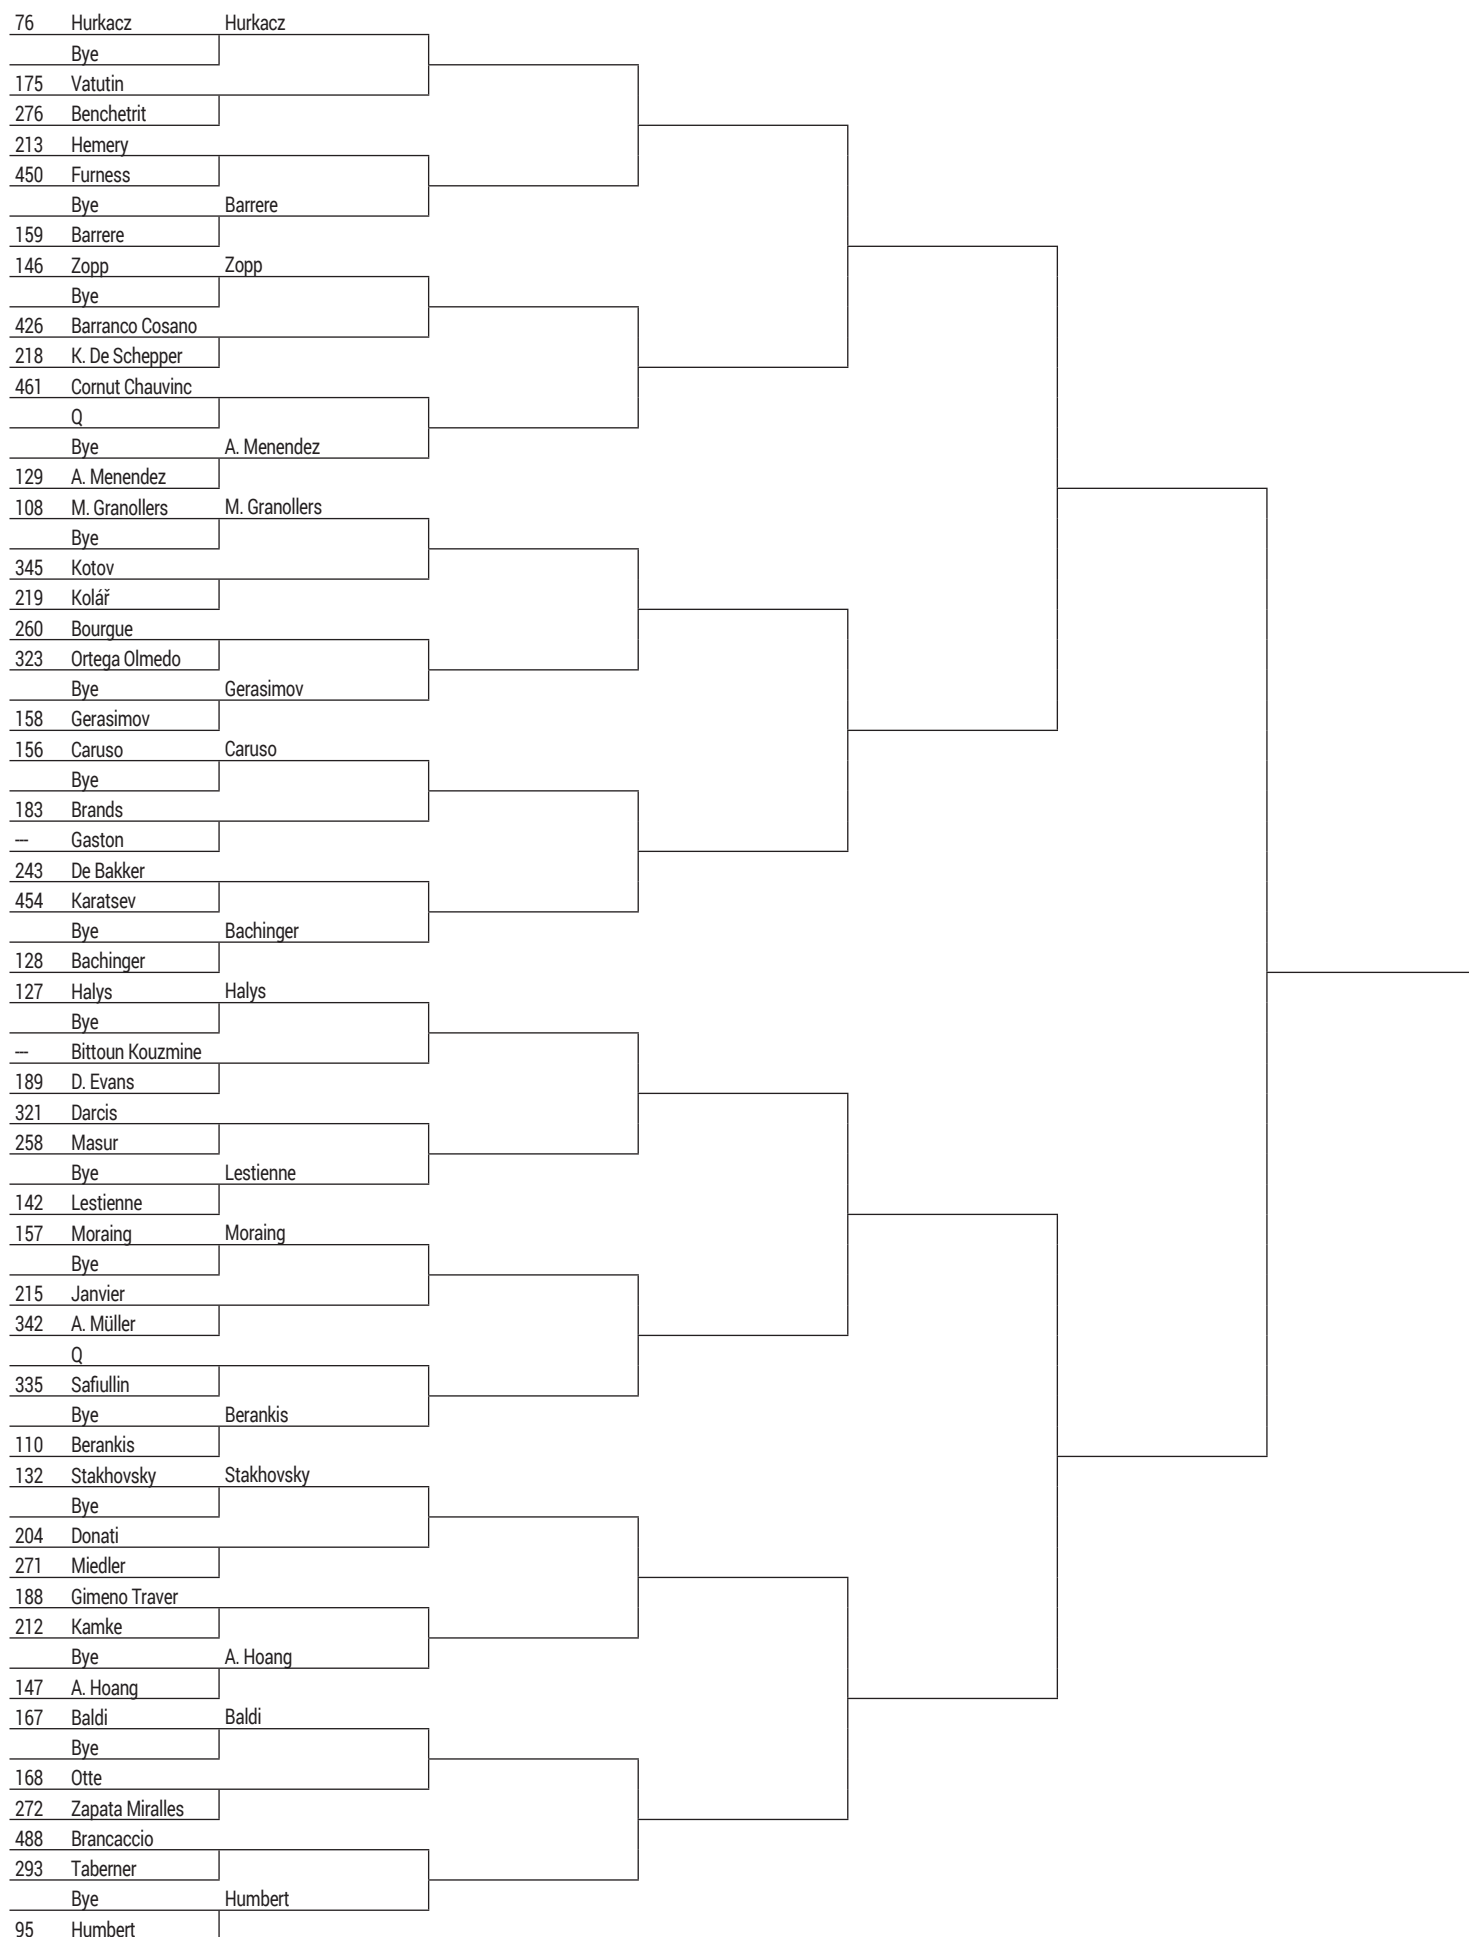 76 Hurkacz Hurkacz
Bye
175 Vatutin
276 Benchetrit
213 Hemery
450 Furness
Bye Barrere
159 Barrere
146 Zopp Zopp
Bye
426 Barranco Cosano
218 K. De Schepper
461 Cornut Chauvinc
Q
Bye A. Menendez
129 A. Menendez
108 M. Granollers M. Granollers
Bye
345 Kotov
219 Kolář
260 Bourgue
323 Ortega Olmedo
Bye Gerasimov
158 Gerasimov
156 Caruso Caruso
Bye
183 Brands
--- Gaston
243 De Bakker
454 Karatsev
Bye Bachinger
128 Bachinger
127 Halys Halys
Bye
--- Bittoun Kouzmine
189 D. Evans
321 Darcis
258 Masur
Bye Lestienne
142 Lestienne
157 Moraing Moraing
Bye
215 Janvier
342 A. Müller
Q
335 Safiullin
Bye Berankis
110 Berankis
132 Stakhovsky Stakhovsky
Bye
204 Donati
271 Miedler
188 Gimeno Traver
212 Kamke
Bye A. Hoang
147 A. Hoang
167 Baldi Baldi
Bye
168 Otte
272 Zapata Miralles
488 Brancaccio
293 Taberner
Bye Humbert
95 Humbert